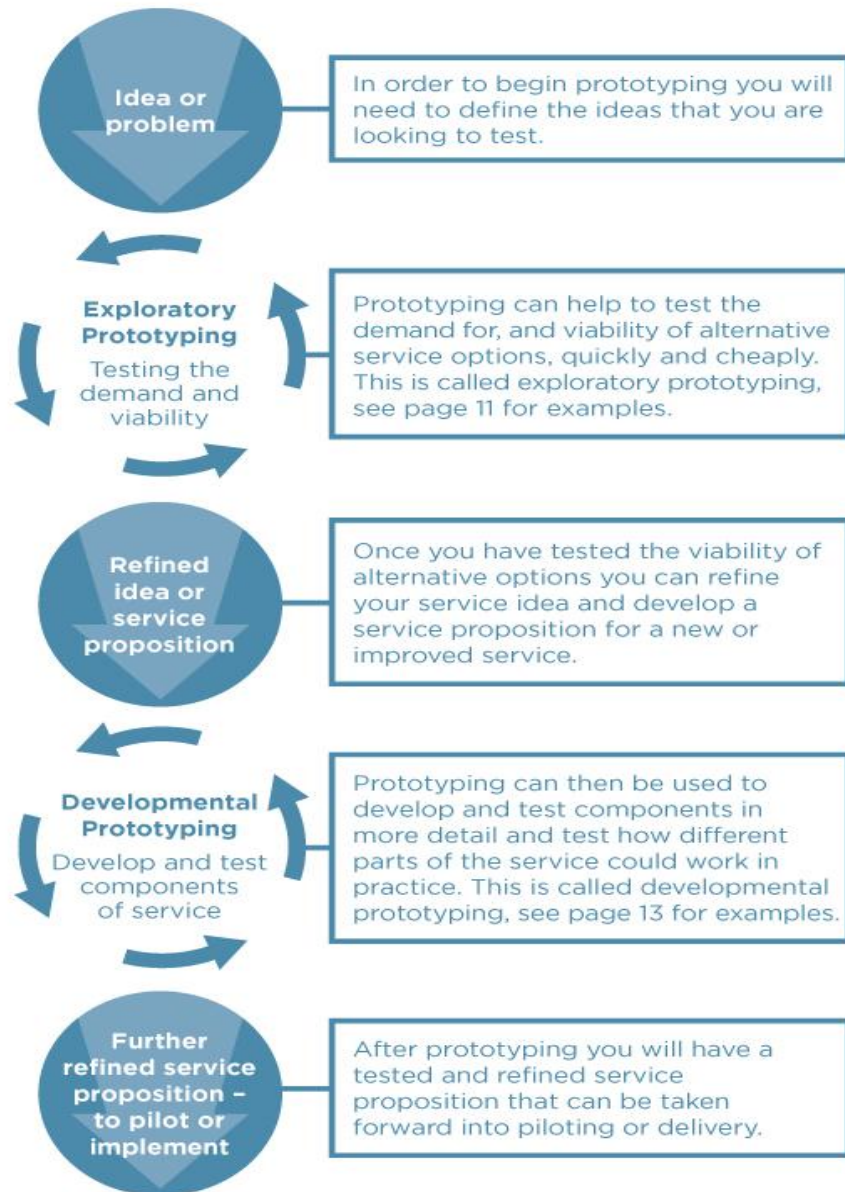 Idea or
problem
In order to begin prototyping you will
need to define the ideas that you are
looking to test.
Exploratory
Prototyping
Testing the
demand and
viability
Prototyping can help to test the
demand for, and viability of alternative
service options, quickly and cheaply.
This is called exploratory prototyping,
see page 11 for examples.
Refined
idea or
service
proposition
Once you have tested the viability of
alternative options you can refine
your service idea and develop a
service proposition for a new or
improved service.
Developmental
Prototyping
Develop and test
components
of service
Prototyping can then be used to
develop and test components in
more detail and test how different
parts of the service could work in
practice. This is called developmental
prototyping, see page 13 for examples.
Further
refined service
proposition –
to pilot or
implement
After prototyping you will have a
tested and refined service
proposition that can be taken
forward into piloting or delivery.